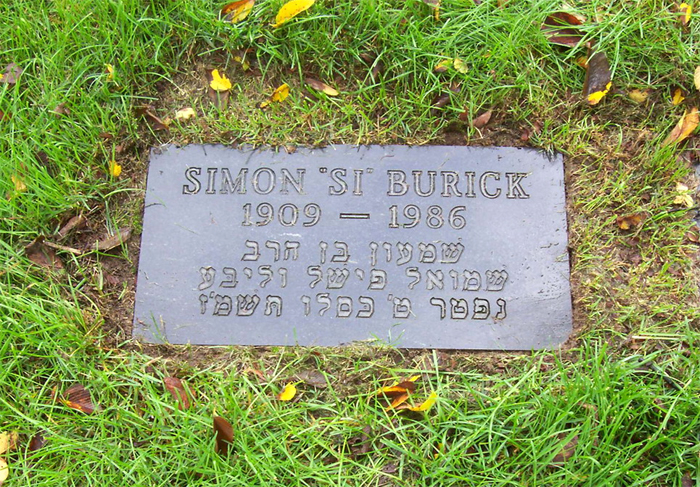 SIMON "SI" BURICK
1909 — 1986
שמעון בן הרב
שמואל פישל וליבע
נפטר ט' כסלו תשמ"ז